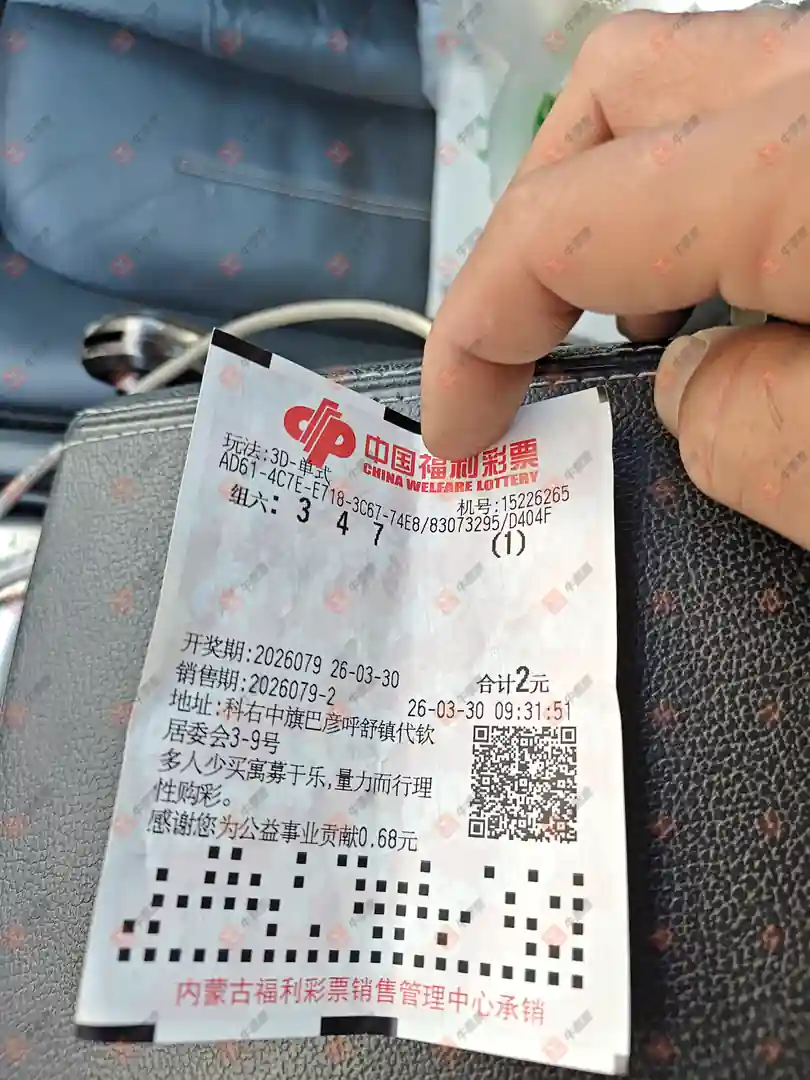 中国福利彩票
CHINA WELFARE LOTTERY
玩法:3D-单式
机号:15226265
AD61-4C7E-E718-3C67-74E8/83073295/D404F
组六: 3 4 7 (1)
开奖期:2026079 26-03-30
合计2元
销售期:2026079-2
26-03-30 09:31:51
地址:科右中旗巴彦呼舒镇代钦
居委会3-9号
多人少买寓募于乐,量力而行理
性购彩。
感谢您为公益事业贡献0.68元
内蒙古福利彩票销售管理中心承销